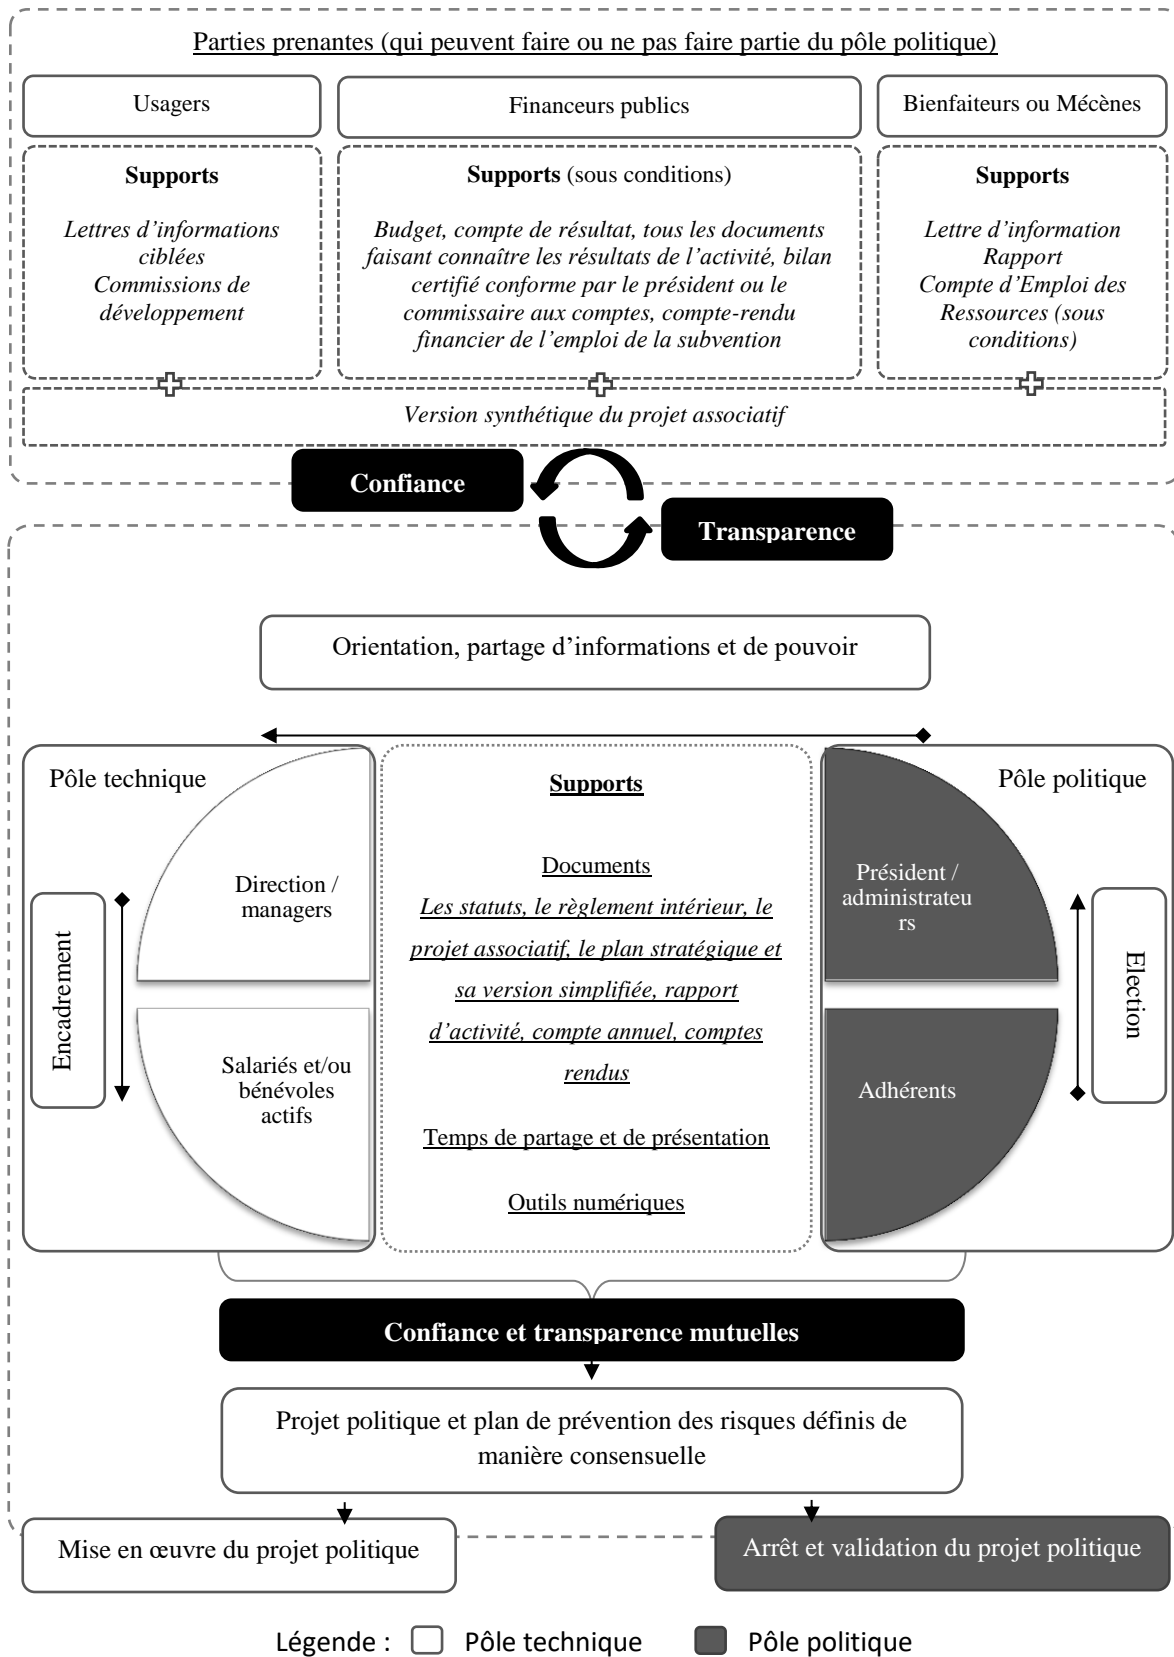 Parties prenantes (qui peuvent faire ou ne pas faire partie du pôle politique)
Usagers
Financeurs publics
Bienfaiteurs ou Mécènes
Supports
Lettres d'informations
ciblées
Commissions de
développement
Supports (sous conditions)
Budget, compte de résultat, tous les documents
faisant connaître les résultats de l'activité, bilan
certifié conforme par le président ou le
commissaire aux comptes, compte-rendu
financier de l'emploi de la subvention
Supports
Lettre d'information
Rapport
Compte d'Emploi des
Ressources (sous
conditions)
Version synthétique du projet associatif
Confiance
Transparence
Orientation, partage d'informations et de pouvoir
Pôle technique
Encadrement
Direction /
managers
Salariés et/ou
bénévoles
actifs
Supports
Documents
Les statuts, le règlement intérieur, le
projet associatif, le plan stratégique et
sa version simplifiée, rapport
d'activité, compte annuel, comptes
rendus
Temps de partage et de présentation
Outils numériques
Pôle politique
Président /
administrateu
rs
Adhérents
Election
Confiance et transparence mutuelles
Projet politique et plan de prévention des risques définis de
manière consensuelle
Mise en œuvre du projet politique
Arrêt et validation du projet politique
Légende : Pôle technique Pôle politique